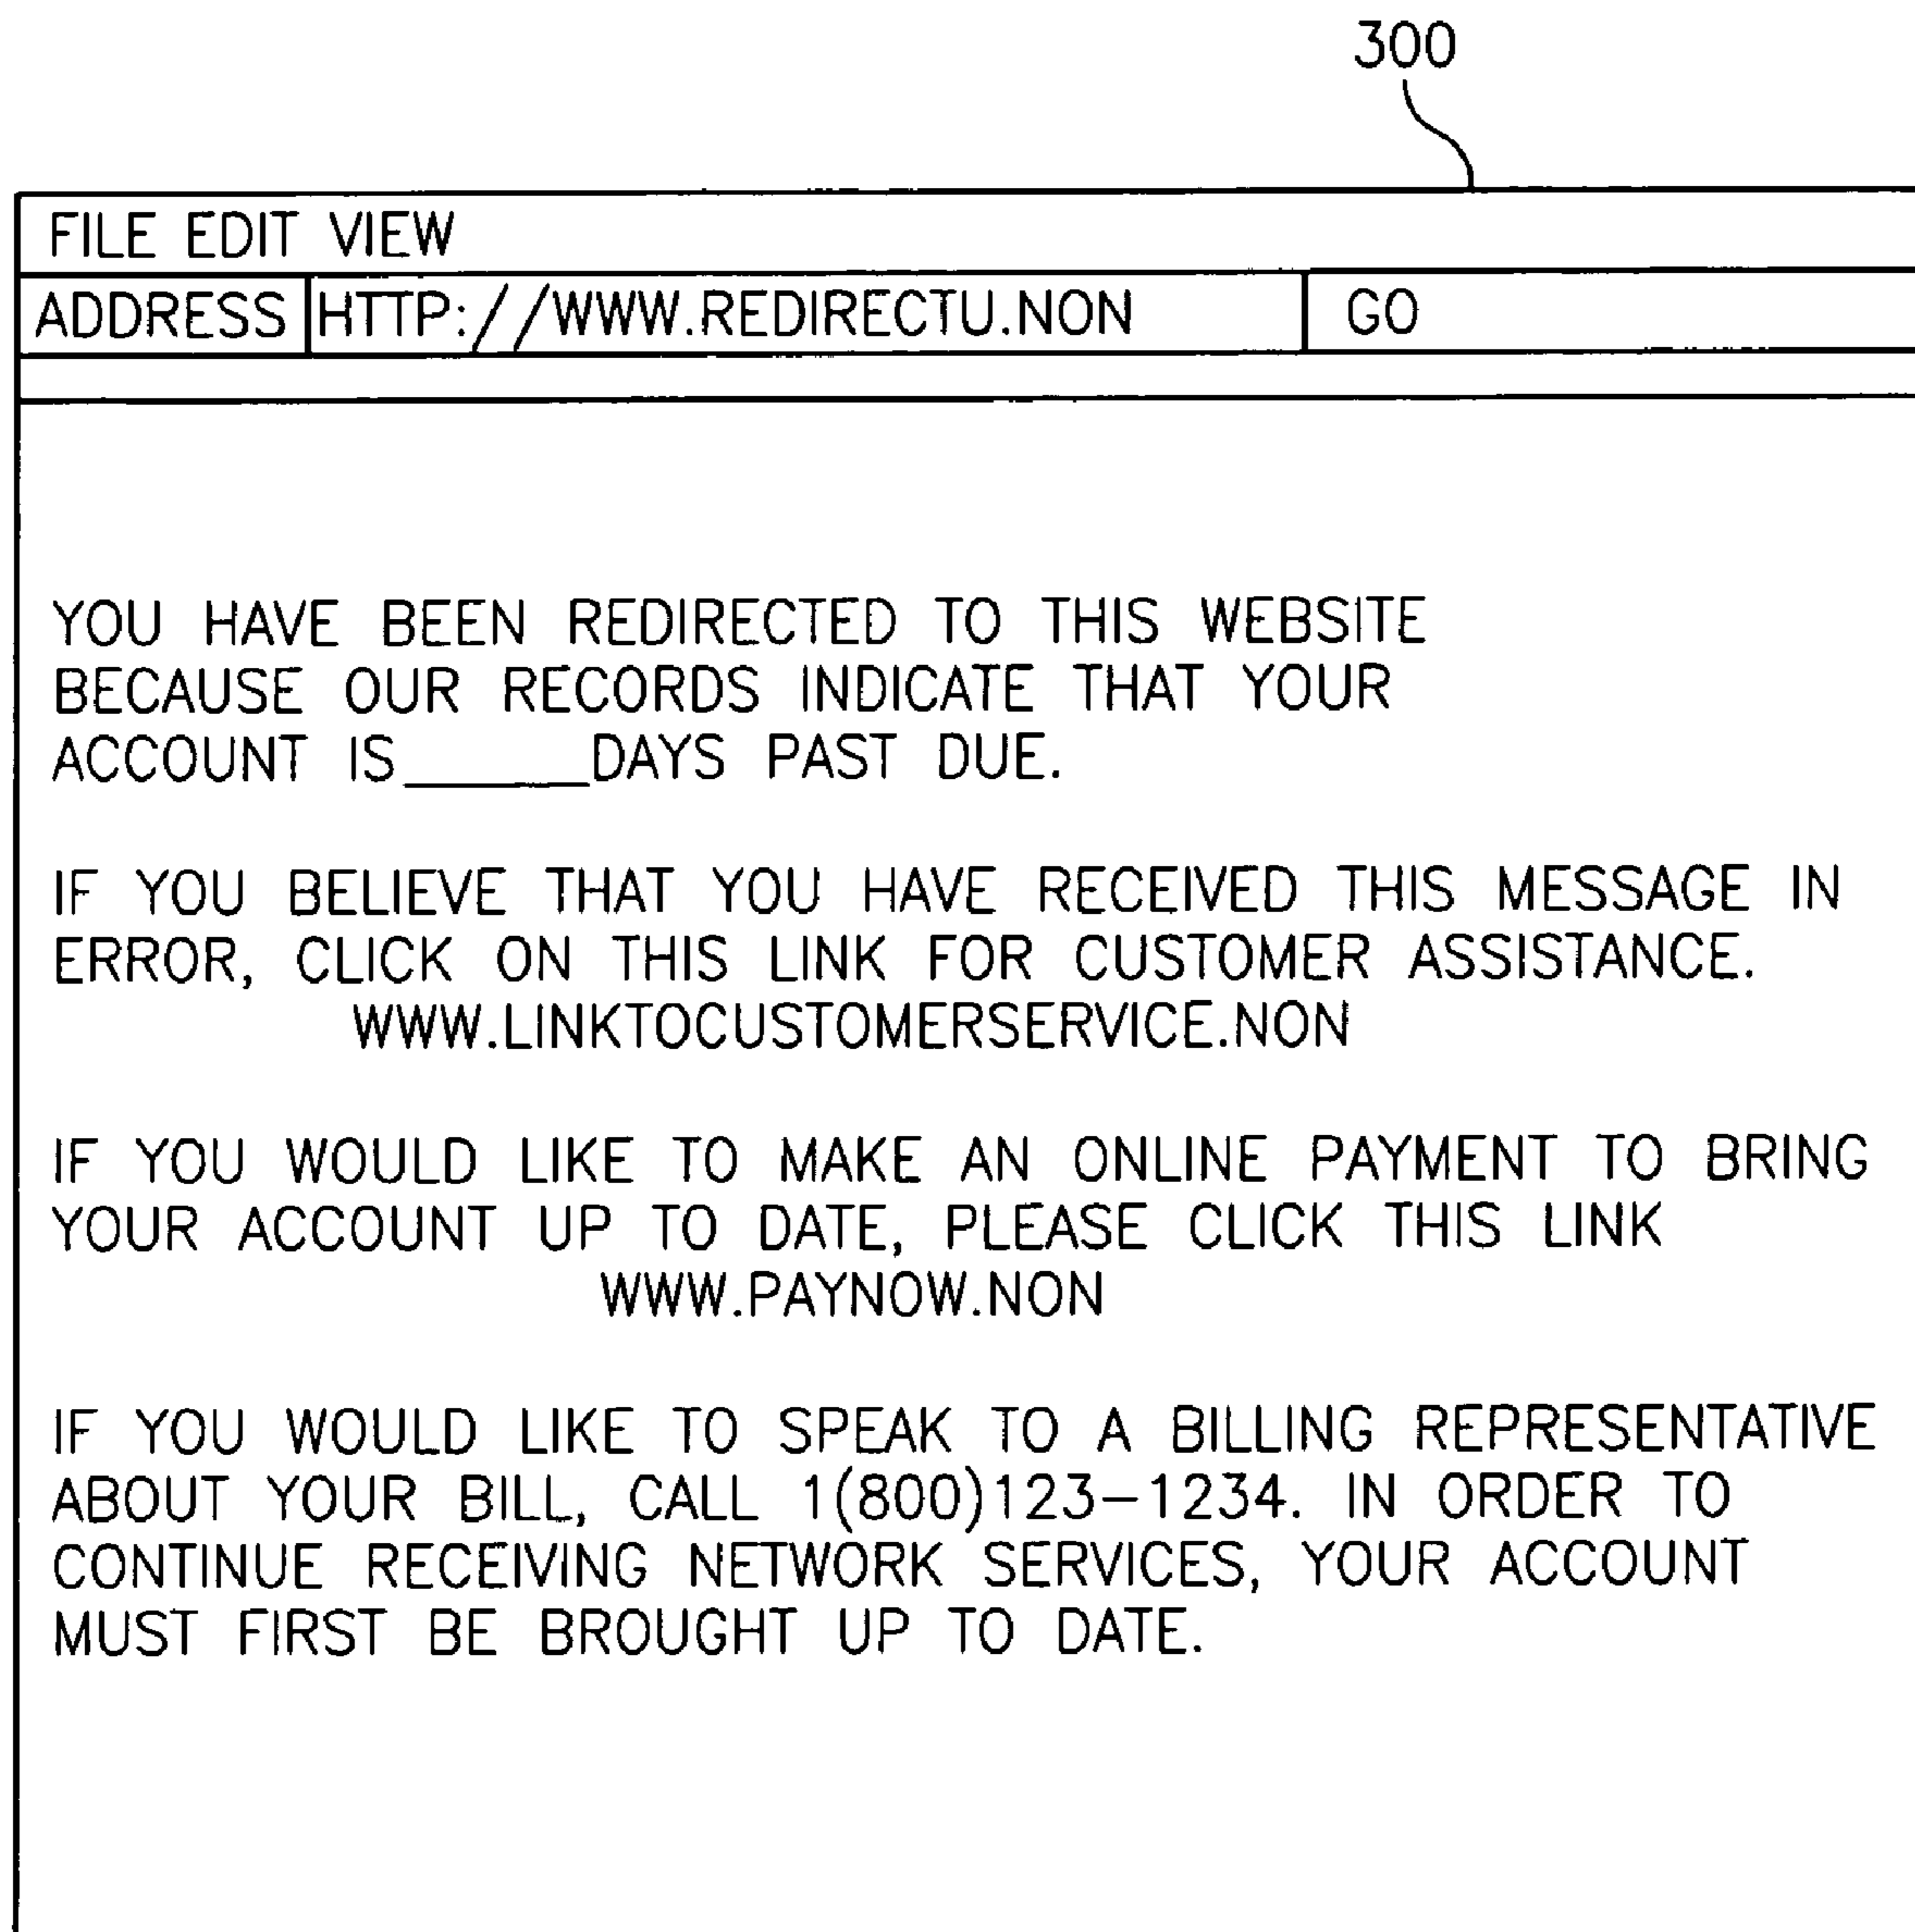 300
FILE EDIT VIEW
ADDRESS HTTP://WWW.REDIRECTU.NON GO
YOU HAVE BEEN REDIRECTED TO THIS WEBSITE
BECAUSE OUR RECORDS INDICATE THAT YOUR
ACCOUNT IS______DAYS PAST DUE.
IF YOU BELIEVE THAT YOU HAVE RECEIVED THIS MESSAGE IN
ERROR, CLICK ON THIS LINK FOR CUSTOMER ASSISTANCE.
WWW.LINKTOCUSTOMERSERVICE.NON
IF YOU WOULD LIKE TO MAKE AN ONLINE PAYMENT TO BRING
YOUR ACCOUNT UP TO DATE, PLEASE CLICK THIS LINK
WWW.PAYNOW.NON
IF YOU WOULD LIKE TO SPEAK TO A BILLING REPRESENTATIVE
ABOUT YOUR BILL, CALL 1(800)123-1234. IN ORDER TO
CONTINUE RECEIVING NETWORK SERVICES, YOUR ACCOUNT
MUST FIRST BE BROUGHT UP TO DATE.